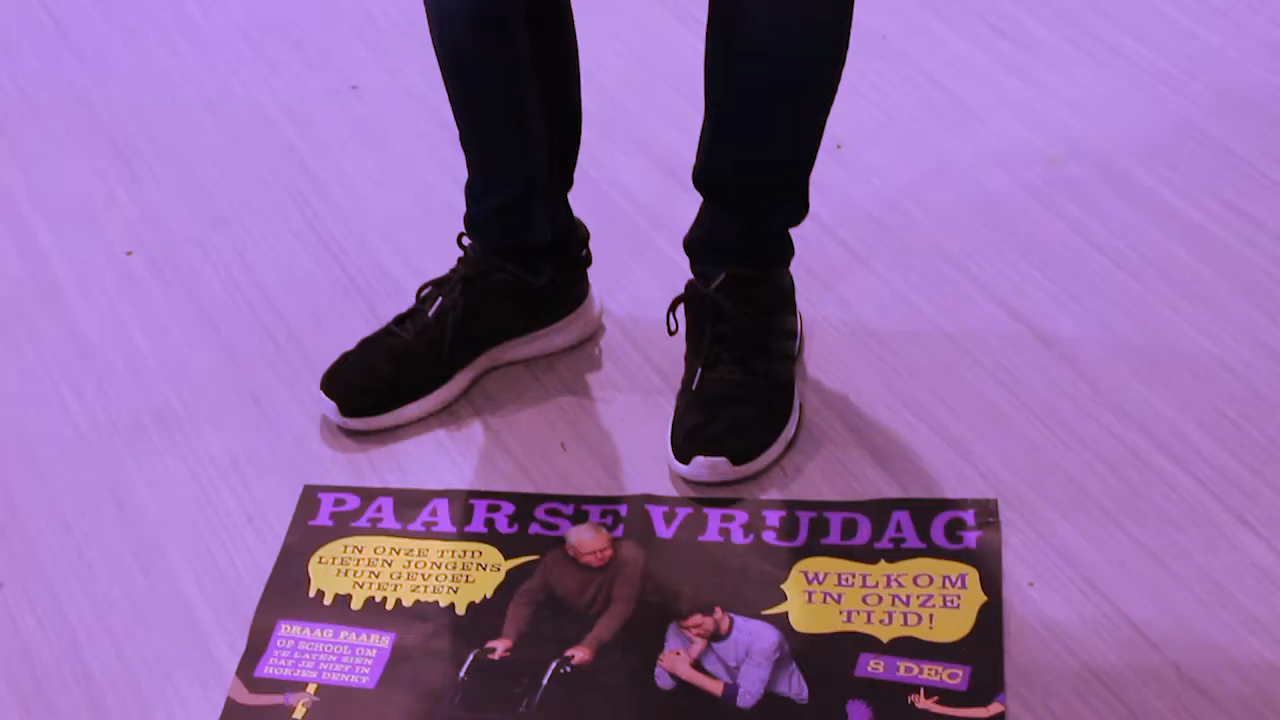 PAARSE VRIJDAG
IN ONZE TIJD
LIETEN JONGENS
HUN GEVOEL
NIET ZIEN
WELKOM
IN ONZE
TIJD!
DRAAG PAARS
OP SCHOOL OM
TE LATEN ZIEN
DAT JE NIET IN
HOKJES DENKT
8 DEC